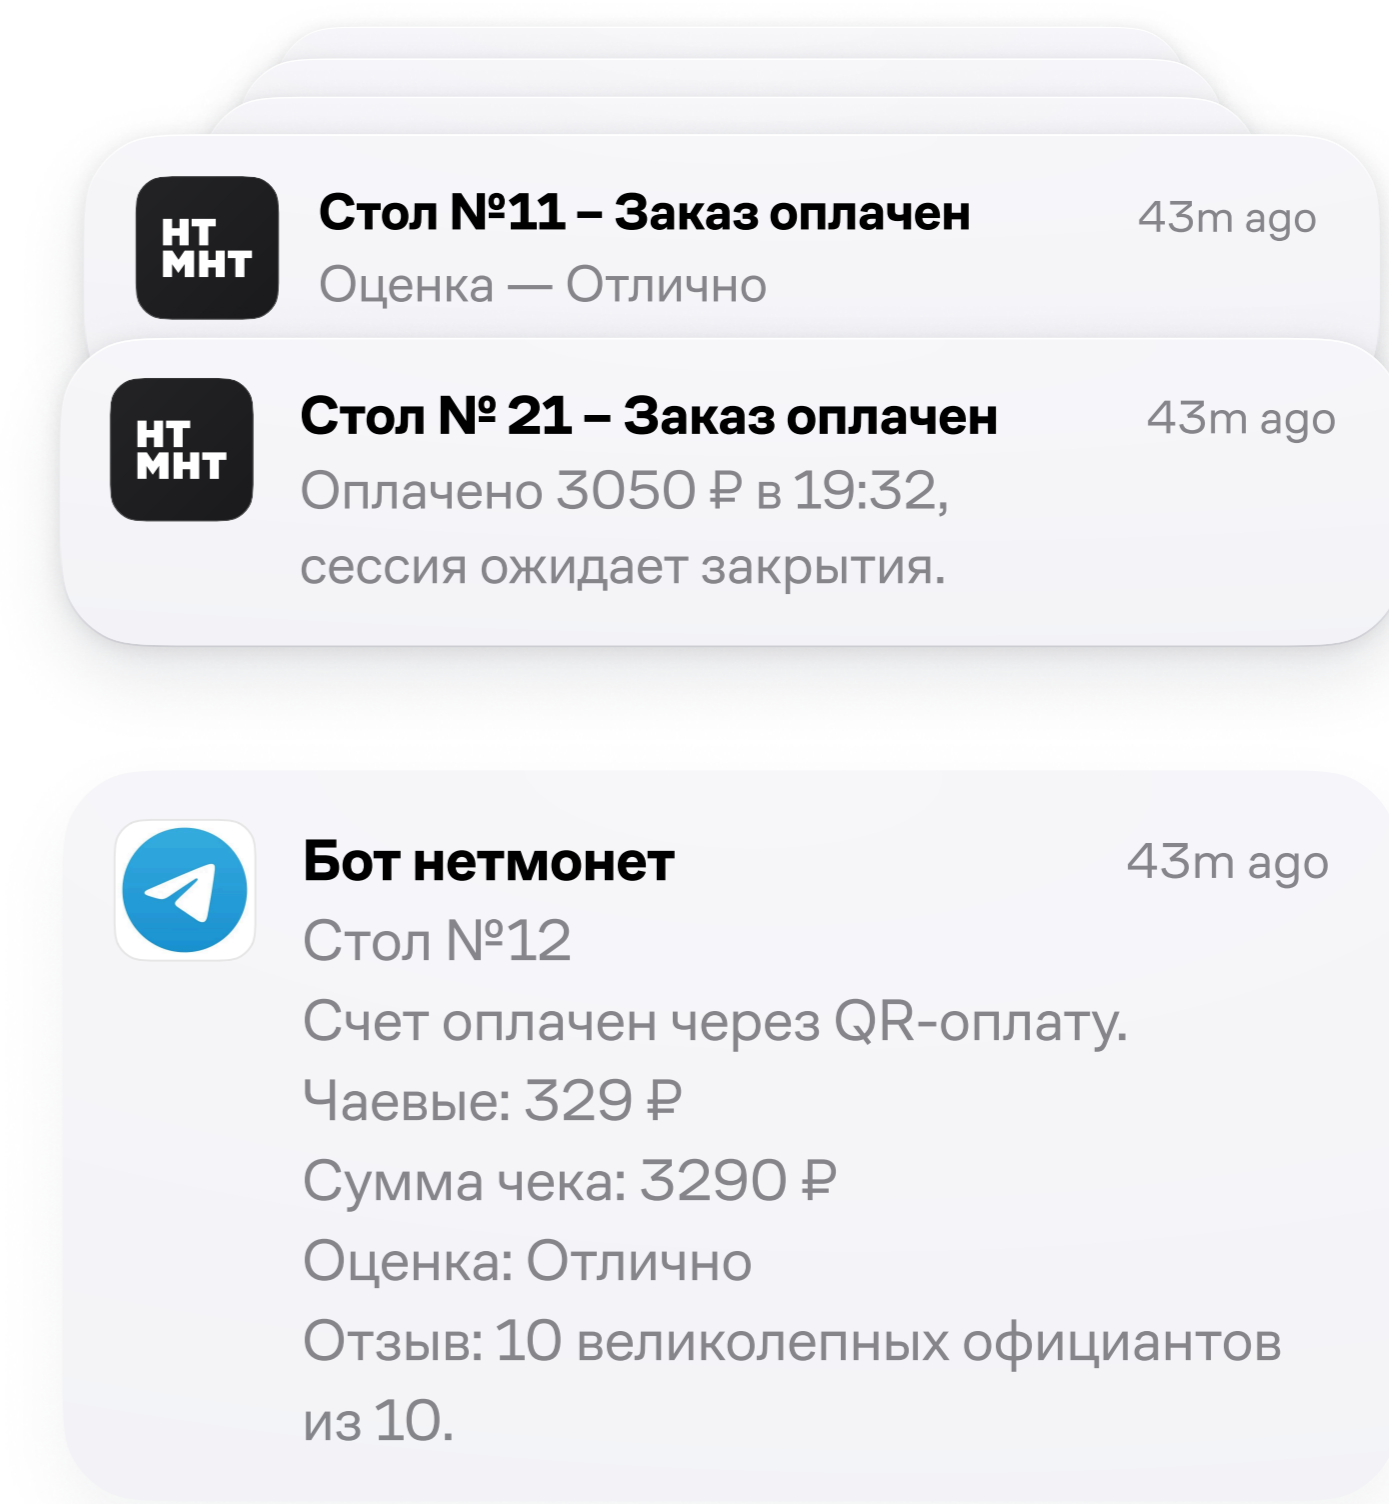 НТ
МНТ
Стол №11 – Заказ оплачен
43m ago
Оценка — Отлично
НТ
МНТ
Стол № 21 – Заказ оплачен
43m ago
Оплачено 3050 ₽ в 19:32,
сессия ожидает закрытия.
Бот нетмонет
43m ago
Стол №12
Счет оплачен через QR-оплату.
Чаевые: 329 ₽
Сумма чека: 3290 ₽
Оценка: Отлично
Отзыв: 10 великолепных официантов
из 10.